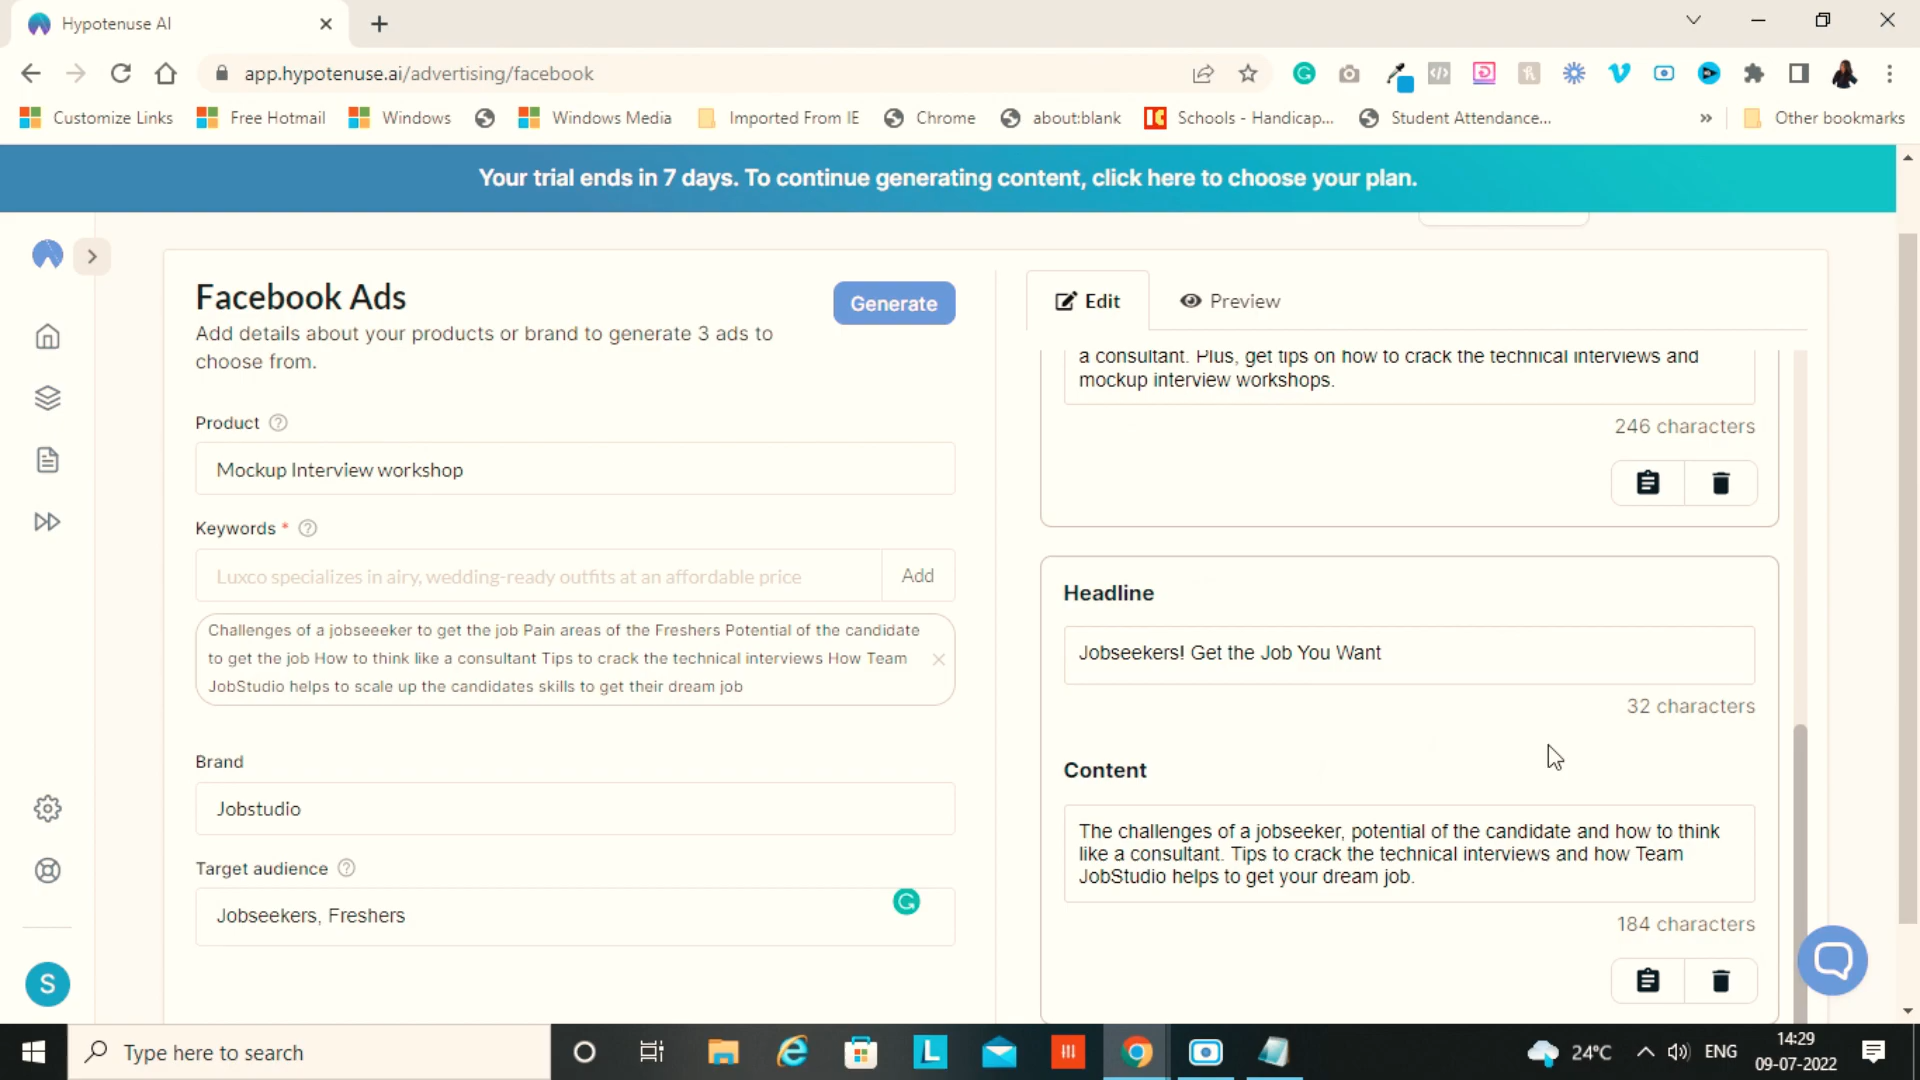 Hypotenuse AI
app.hypotenuse.ai/advertising/facebook
Customize Links
Free Hotmail
Windows
Windows Media
Imported From IE
Chrome
about:blank
Schools - Handicap...
Student Attendance...
»
Other bookmarks
Your trial ends in 7 days. To continue generating content, click here to choose your plan.
Facebook Ads
Generate
Add details about your products or brand to generate 3 ads to
choose from.
Product
Mockup Interview workshop
Keywords *
Luxco specializes in airy, wedding-ready outfits at an affordable price
Add
Challenges of a jobseeeker to get the job Pain areas of the Freshers Potential of the candidate
to get the job How to think like a consultant Tips to crack the technical interviews How Team
JobStudio helps to scale up the candidates skills to get their dream job
Brand
Jobstudio
Target audience
Jobseekers, Freshers
Edit
Preview
a consultant. Plus, get tips on how to crack the technical interviews and
mockup interview workshops.
246 characters
Headline
Jobseekers! Get the Job You Want
32 characters
Content
The challenges of a jobseeker, potential of the candidate and how to think
like a consultant. Tips to crack the technical interviews and how Team
JobStudio helps to get your dream job.
184 characters
S
Type here to search
L
24°C
ENG
14:29
09-07-2022